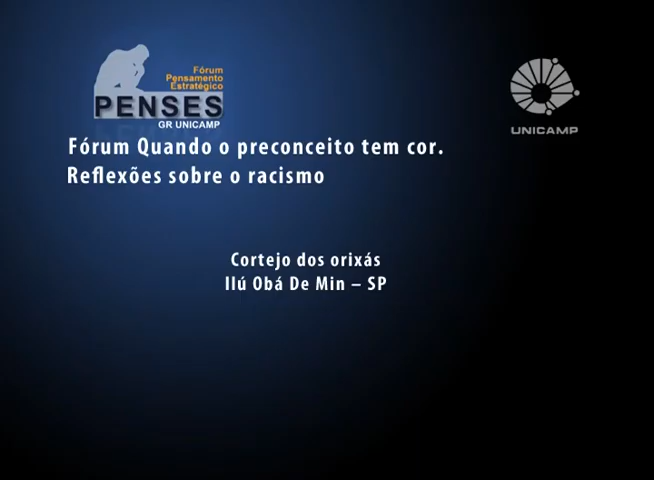 Fórum
Pensamento
Estratégico
PENSES
GR UNICAMP
UNICAMP
Fórum Quando o preconceito tem cor.
Reflexões sobre o racismo
Cortejo dos orixás
Ilú Obá De Min – SP